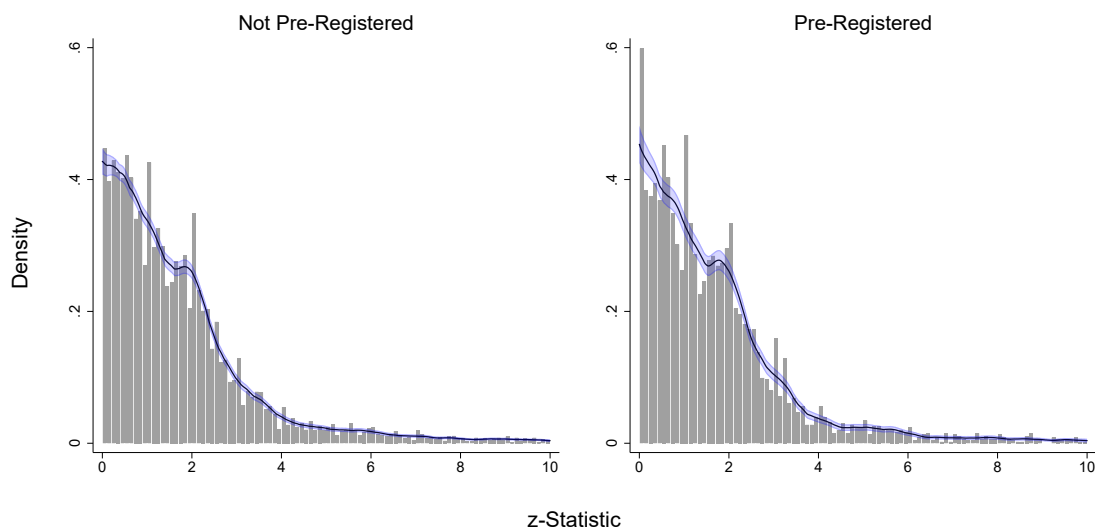 Not Pre-Registered
Pre-Registered
Density
.6
.4
.2
0
0 2 4 6 8 10
.6
.4
.2
0
0 2 4 6 8 10
z-Statistic